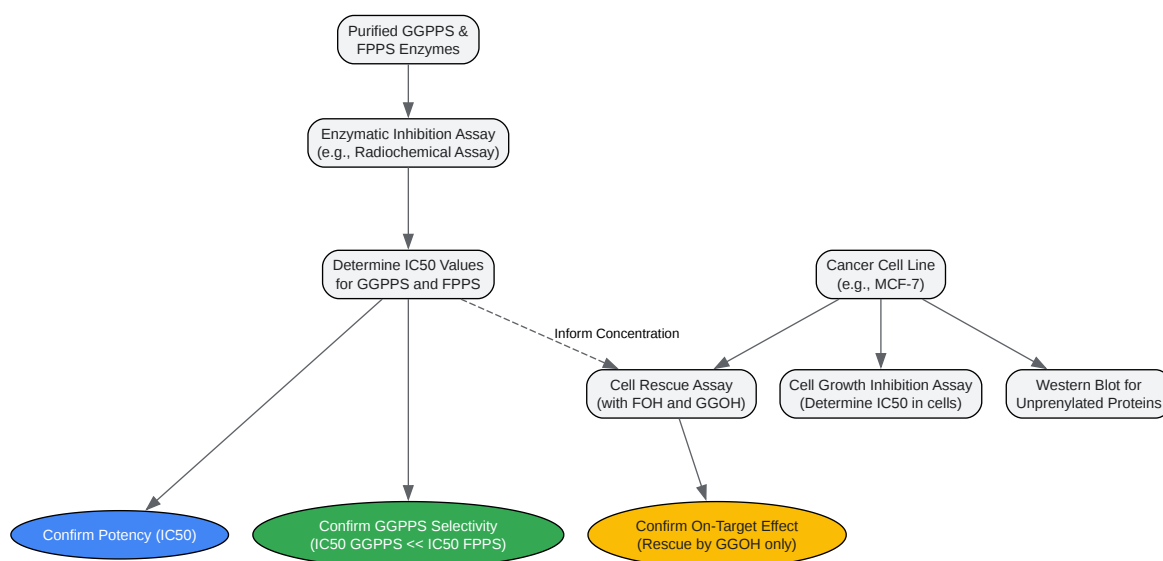 Purified GGPPS &
FPPS Enzymes
Enzymatic Inhibition Assay
(e.g., Radiochemical Assay)
Determine IC50 Values
for GGPPS and FPPS
Cancer Cell Line
(e.g., MCF-7)
Inform Concentration
Cell Rescue Assay
(with FOH and GGOH)
Cell Growth Inhibition Assay
(Determine IC50 in cells)
Western Blot for
Unprenylated Proteins
Confirm Potency (IC50)
Confirm GGPPS Selectivity
(IC50 GGPPS << IC50 FPPS)
Confirm On-Target Effect
(Rescue by GGOH only)